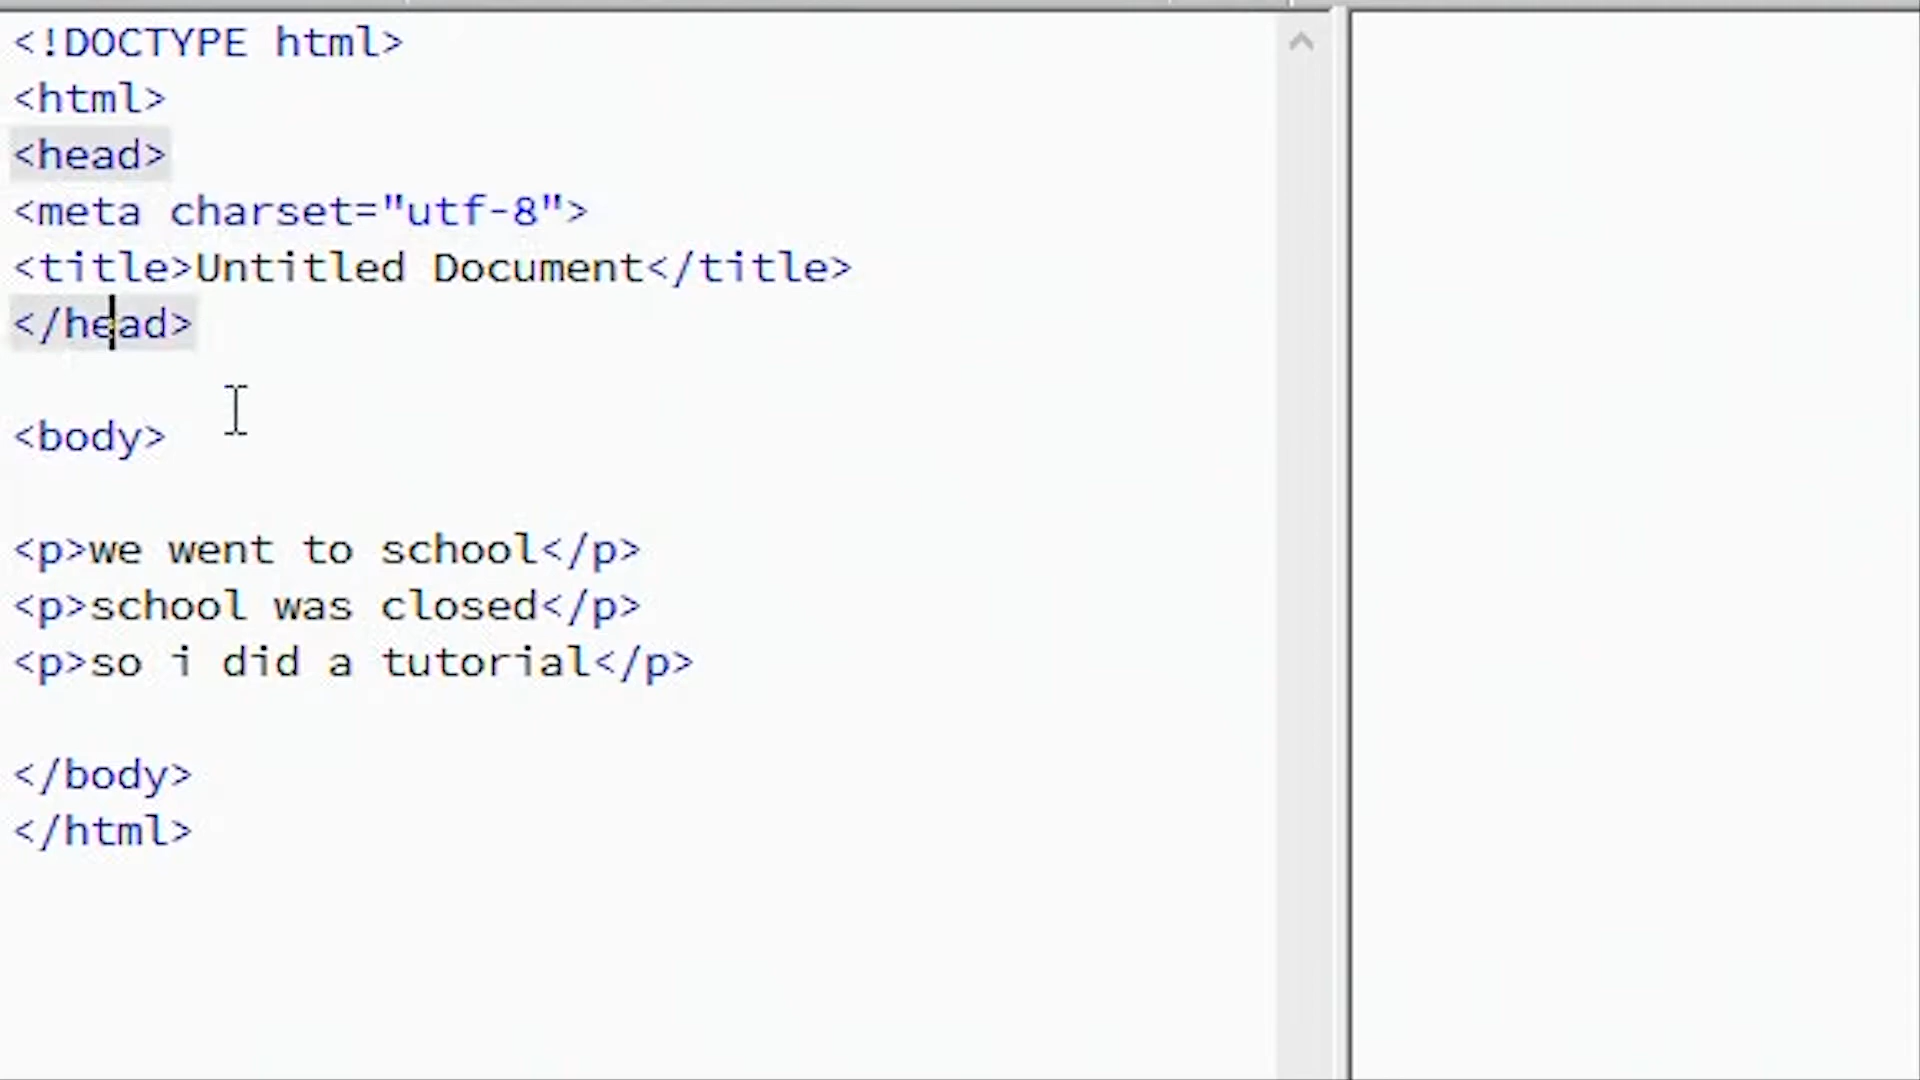 <!DOCTYPE html>
<html>
<head>
<meta charset="utf-8">
<title>Untitled Document</title>
</head>
<body>
<p>we went to school</p>
<p>school was closed</p>
<p>so i did a tutorial</p>
</body>
</html>